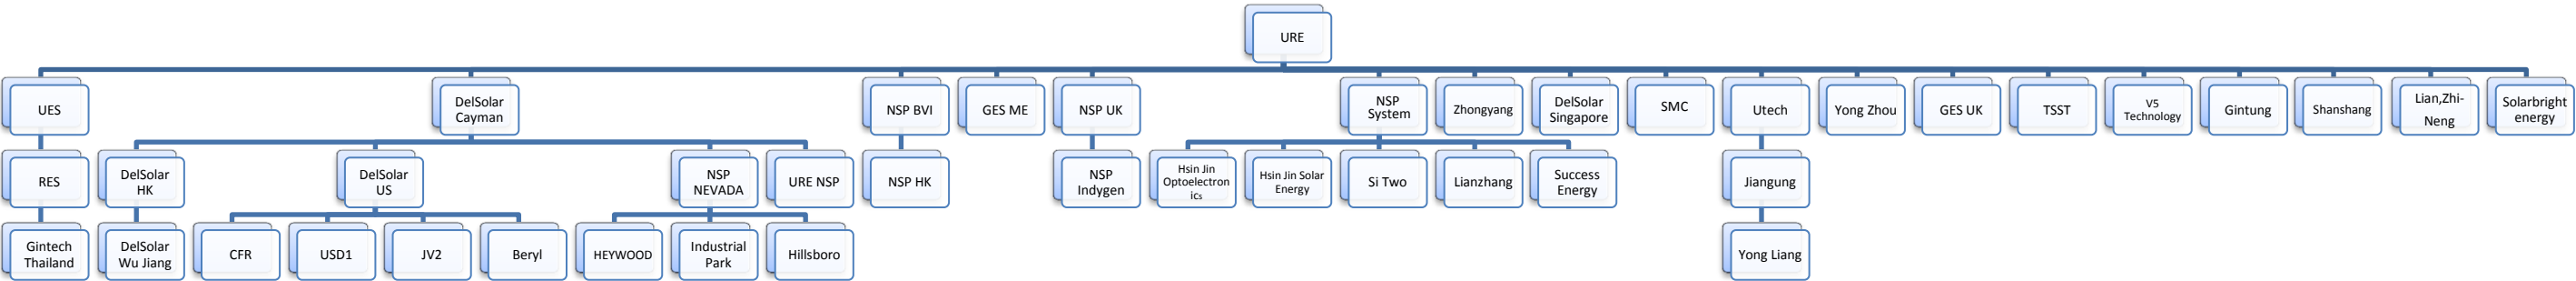 URE
UES
DelSolar
Cayman
NSP BVI
GES ME
NSP UK
NSP
System
Zhongyang
DelSolar
Singapore
SMC
Utech
Yong Zhou
GES UK
TSST
V5
Technology
Gintung
Shanshang
Lian,Zhi-
Neng
Solarbright
energy
RES
DelSolar
HK
DelSolar
US
NSP
NEVADA
URE NSP
NSP HK
NSP
Indygen
Hsin Jin
Optoelectron
ics
Hsin Jin Solar
Energy
Si Two
Lianzhang
Success
Energy
Jiangung
Gintech
Thailand
DelSolar
Wu Jiang
CFR
USD1
JV2
Beryl
HEYWOOD
Industrial
Park
Hillsboro
Yong Liang